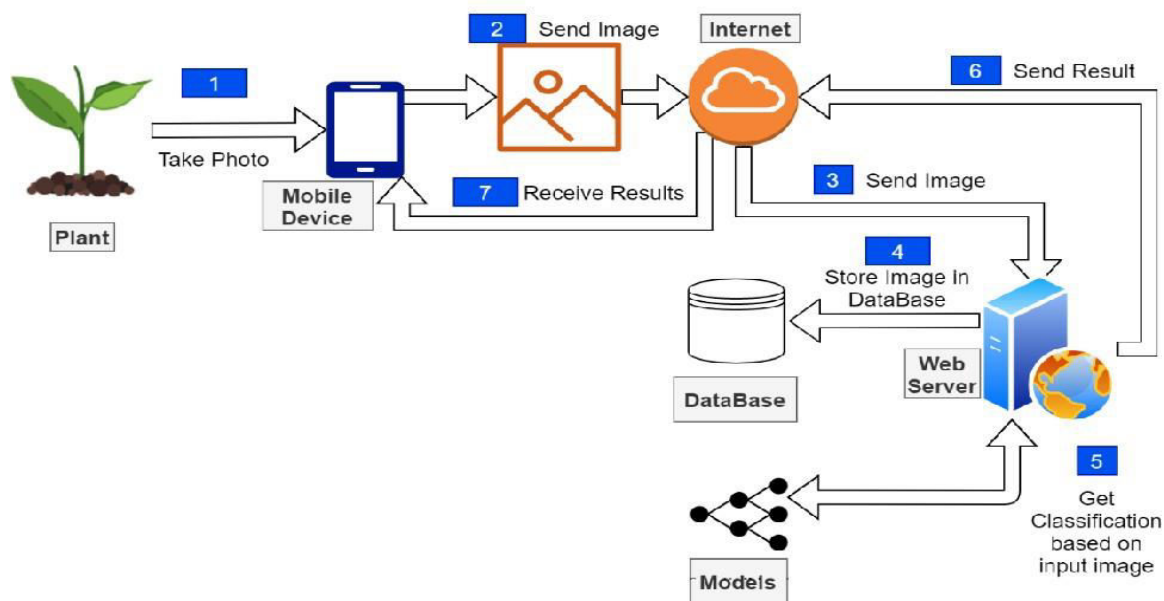 2 Send Image
Internet
1
6 Send Result
Take Photo
3 Send Image
7 Receive Results
Mobile
Device
Plant
4
Store Image in
DataBase
Web
Server
DataBase
5
Get
Classification
based on
input image
Models